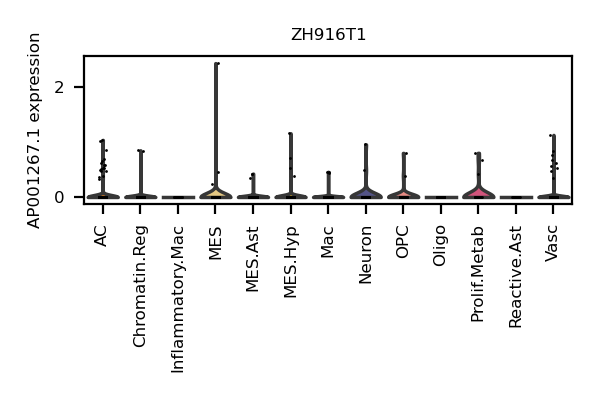 ZH916T1
AP001267.1 expression
2
0
AC
Chromatin.Reg
Inflammatory.Mac
MES
MES.Ast
MES.Hyp
Mac
Neuron
OPC
Oligo
Prolif.Metab
Reactive.Ast
Vasc